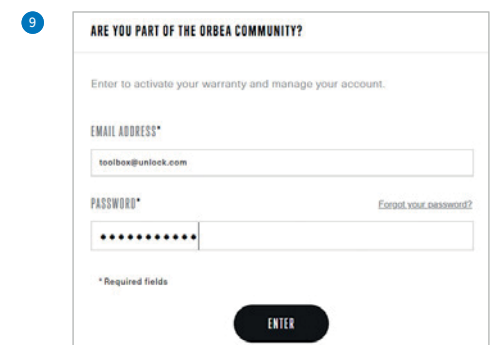 9
ARE YOU PART OF THE ORBEA COMMUNITY?
Enter to activate your warranty and manage your account.
EMAIL ADDRESS*
toolbox@unlock.com
PASSWORD*
Forgot your password?
***********
* Required fields
ENTER